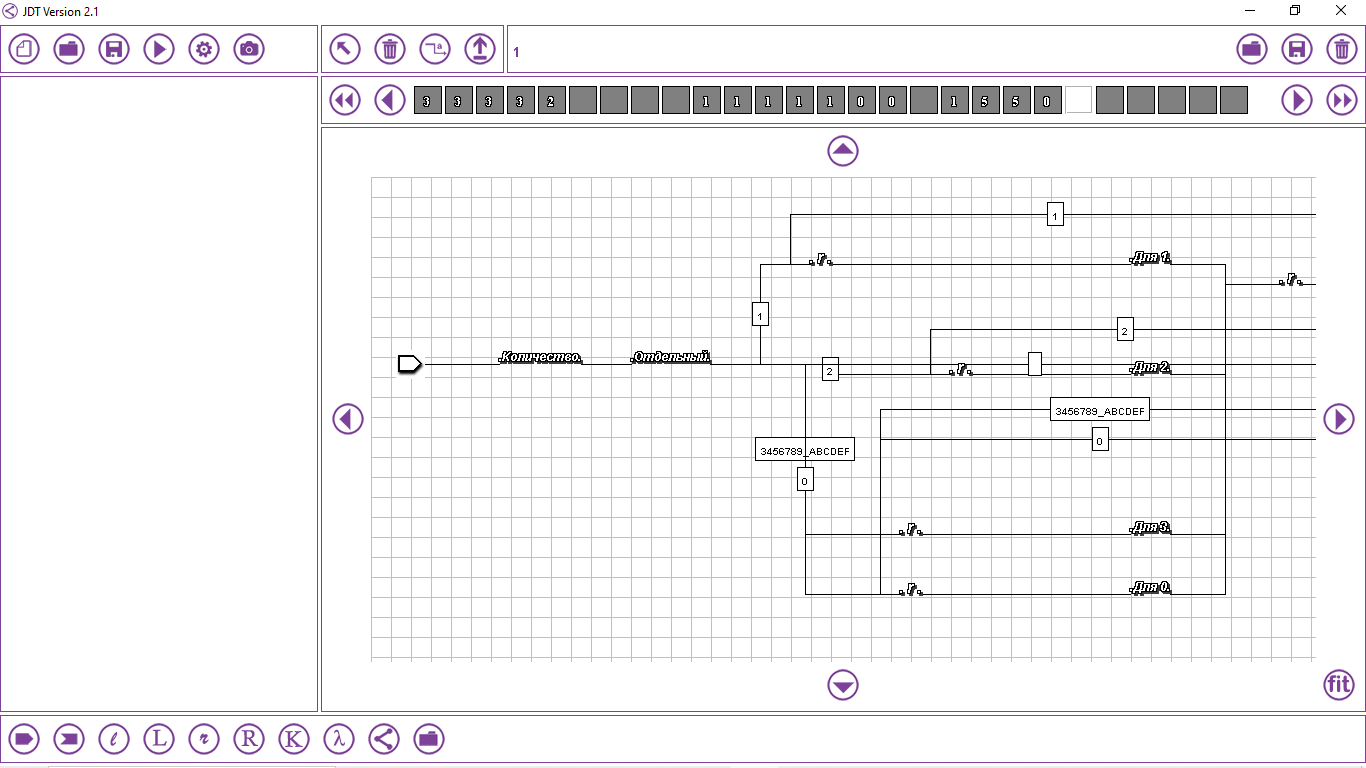 JDT Version 2.1
a
1
3 3 3 3 2 1 1 1 1 1 0 0 1 5 5 0
1
.r. .Для 1.
.r.
1
2
.Количество. .Отдельный.
2 .r. .Для 2.
3456789_ABCDEF
0
3456789_ABCDEF
0
.r. .Для 3.
.r. .Для 0.
fit
l L r R K λ